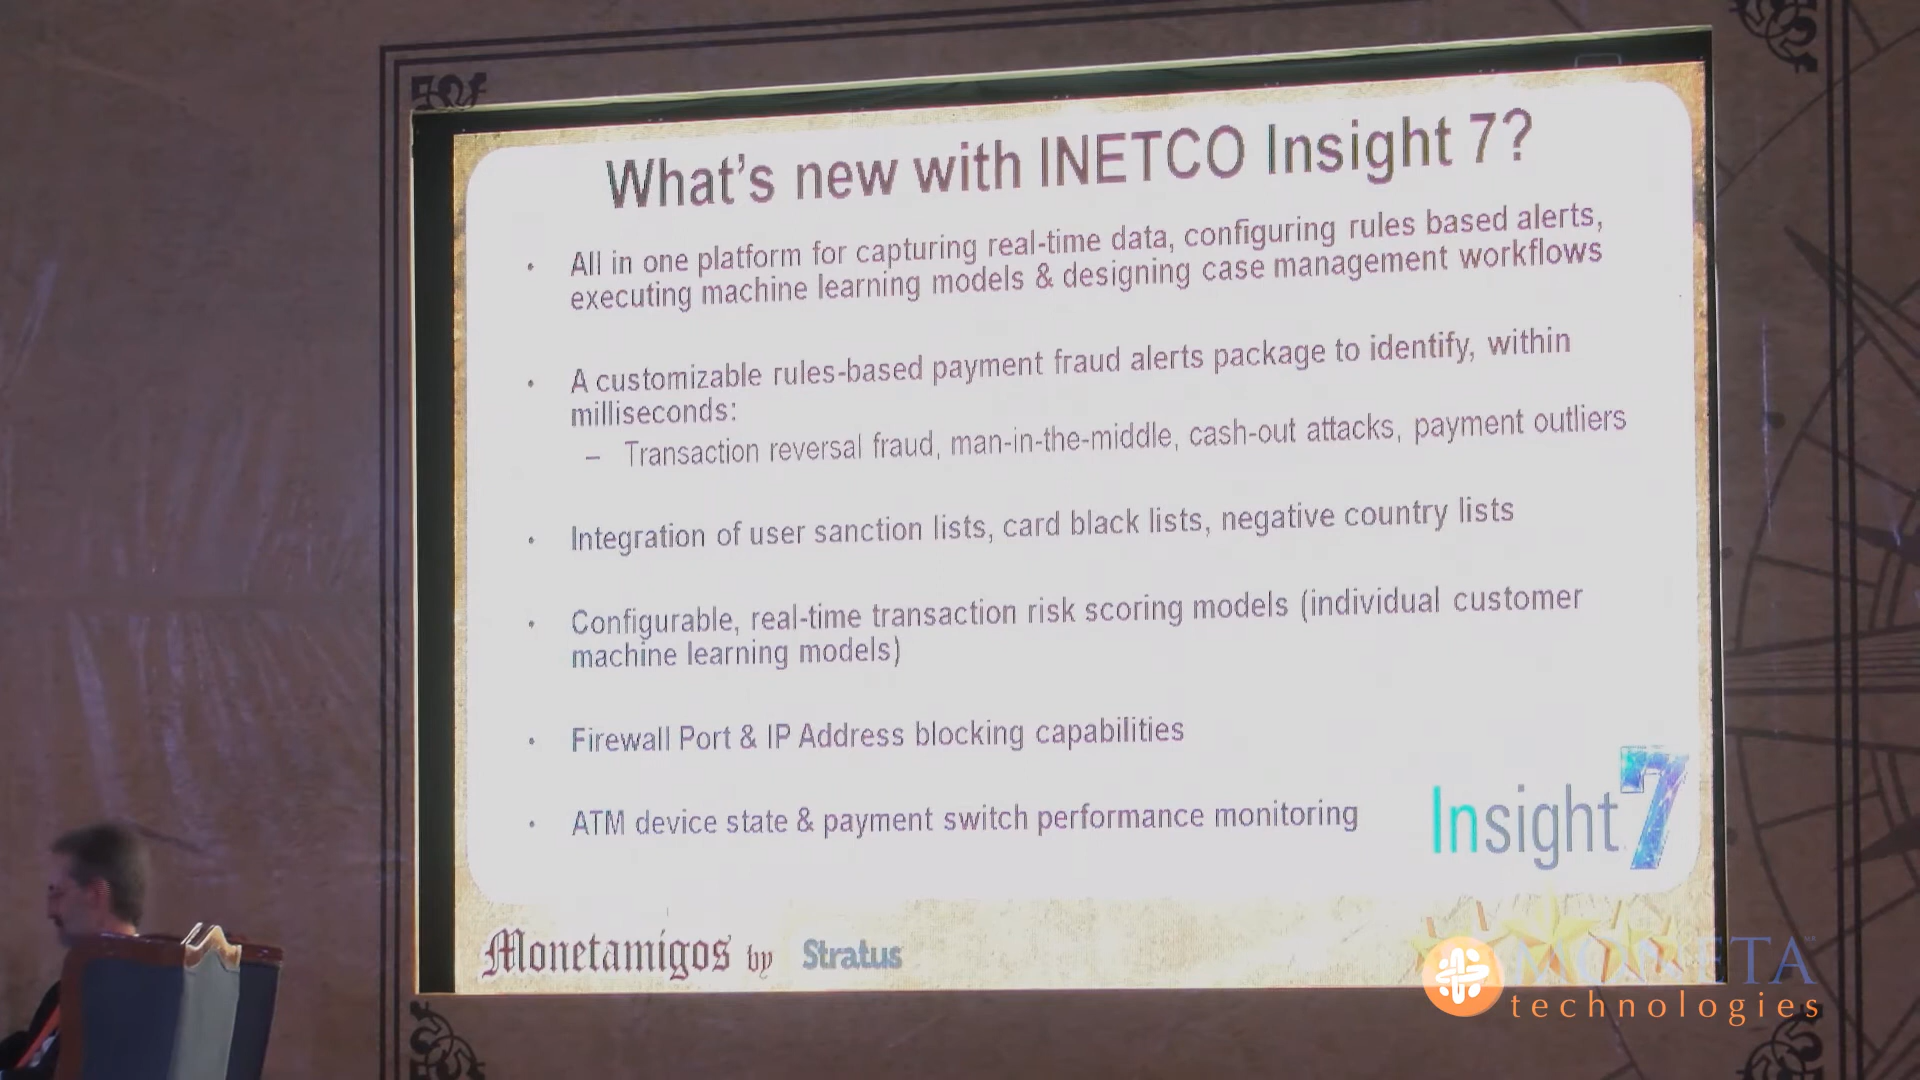 What's new with INETCO Insight 7?
• All in one platform for capturing real-time data, configuring rules based alerts,
executing machine learning models & designing case management workflows
• A customizable rules-based payment fraud alerts package to identify, within
milliseconds:
– Transaction reversal fraud, man-in-the-middle, cash-out attacks, payment outliers
• Integration of user sanction lists, card black lists, negative country lists
• Configurable, real-time transaction risk scoring models (individual customer
machine learning models)
• Firewall Port & IP Address blocking capabilities
• ATM device state & payment switch performance monitoring
Insight 7
Monetamigos by Stratus
MONETA
technologies